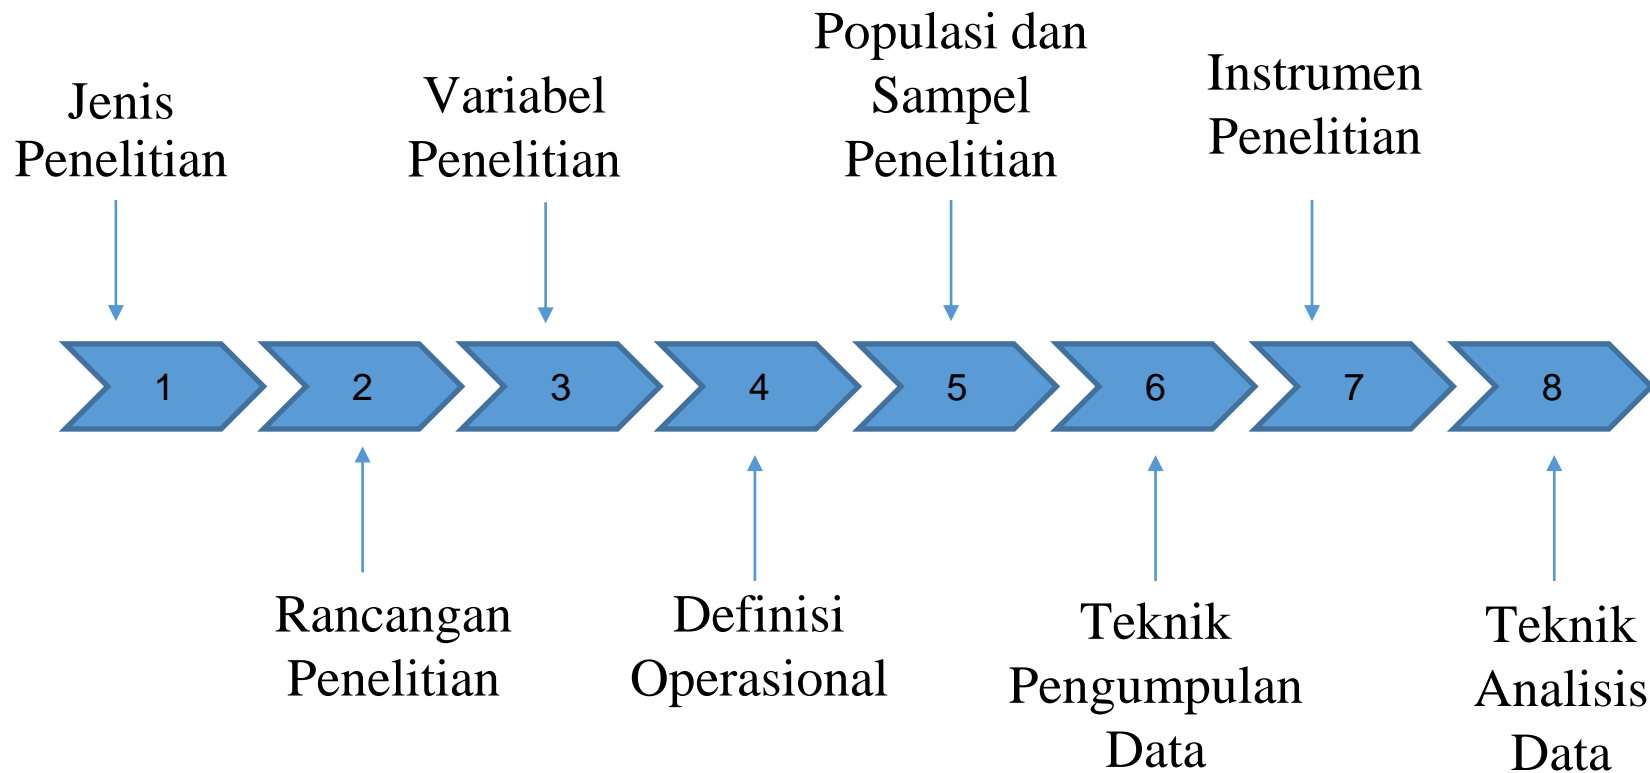 Jenis
Penelitian
Variabel
Penelitian
Populasi dan
Sampel
Penelitian
Instrumen
Penelitian
1
2
3
4
5
6
7
8
Rancangan
Penelitian
Definisi
Operasional
Teknik
Pengumpulan
Data
Teknik
Analisis
Data